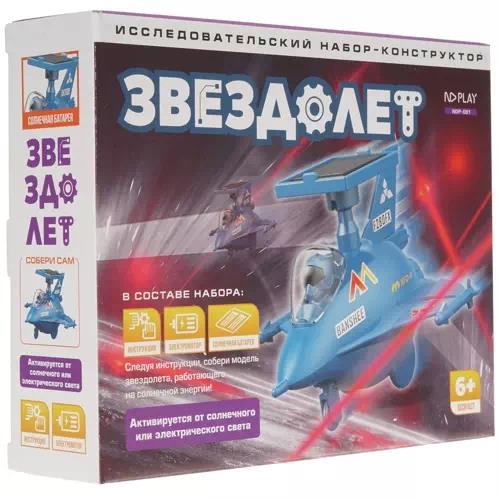 ИССЛЕДОВАТЕЛЬСКИЙ НАБОР-КОНСТРУКТОР
ЗВЕЗДОЛЕТ
ND PLAY
NDP-081
В СОСТАВЕ НАБОРА:
ИНСТРУКЦИЯ
ЭЛЕКТРОМОТОР
СОЛНЕЧНАЯ БАТАРЕЯ
Следуя инструкции, собери модель
звездолета, работающего
на солнечной энергии!
Активируется от солнечного
или электрического света
BANSHEE
6+
ВОЗРАСТ
СОЛНЕЧНАЯ БАТАРЕЯ
ЗВЕ
ЗДО
ЛЕТ
СОБЕРИ САМ
Активируется от
солнечного или
электрического света
ИНСТРУКЦИЯ
ЭЛЕКТРОМОТОР